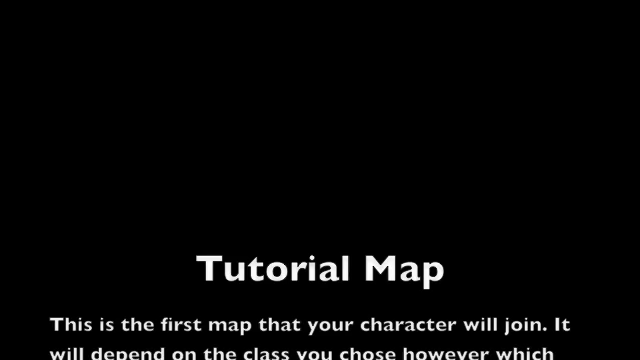 Tutorial Map
This is the first map that your character will join. It
will depend on the class you chose however which